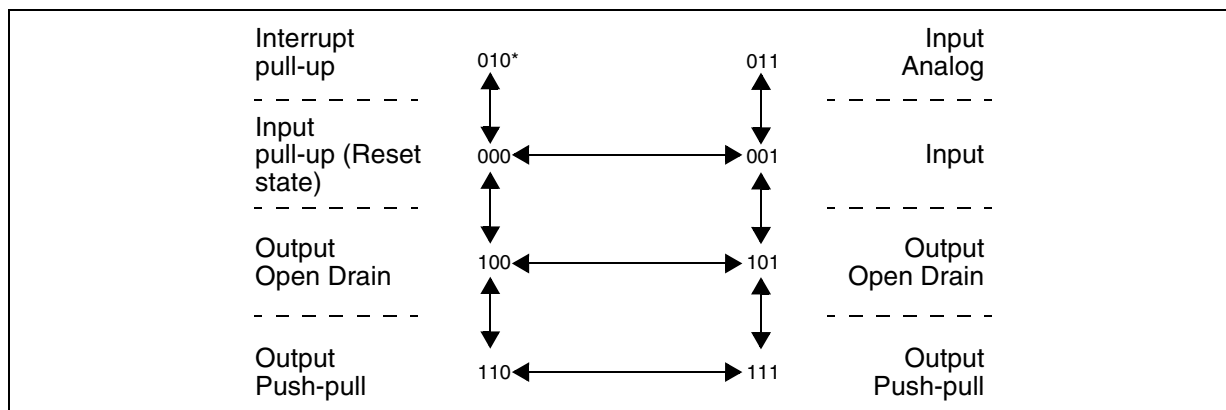 Interrupt
pull-up
010*
011
Input
Analog
Input
pull-up (Reset
state)
000
001
Input
Output
Open Drain
100
101
Output
Open Drain
Output
Push-pull
110
111
Output
Push-pull